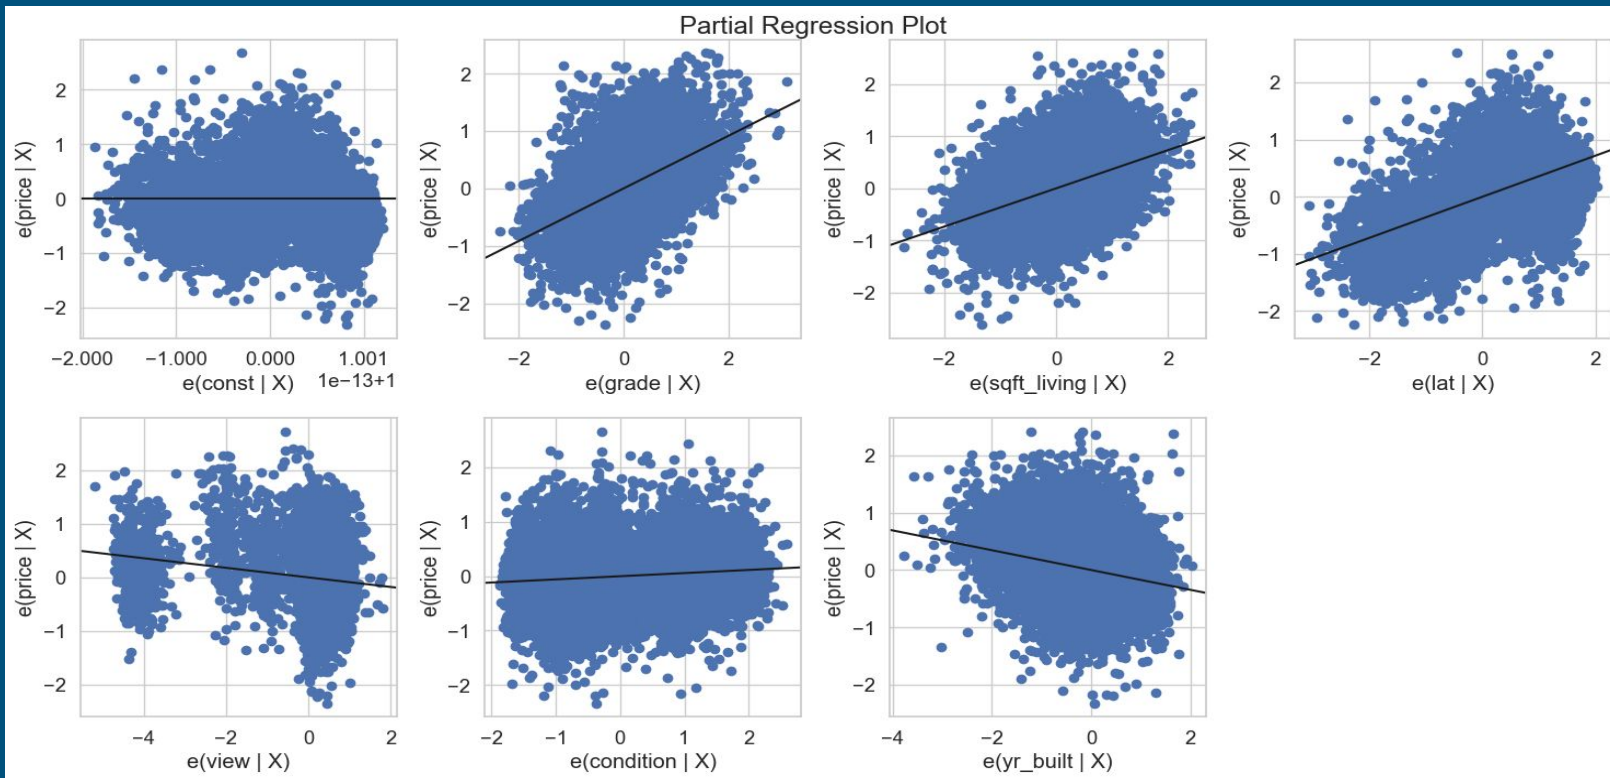 Partial Regression Plot
e(price | X)
2
1
0
−1
−2
−2.000 −1.000 0.000 1.001
1e−13+1
e(const | X)
e(price | X)
2
1
0
−1
−2
−2 0 2
e(grade | X)
e(price | X)
2
1
0
−1
−2
−2 0 2
e(sqft_living | X)
e(price | X)
2
1
0
−1
−2
−2 0 2
e(lat | X)
e(price | X)
2
1
0
−1
−2
−4 −2 0 2
e(view | X)
e(price | X)
2
1
0
−1
−2
−2 −1 0 1 2
e(condition | X)
e(price | X)
2
1
0
−1
−2
−4 −2 0 2
e(yr_built | X)